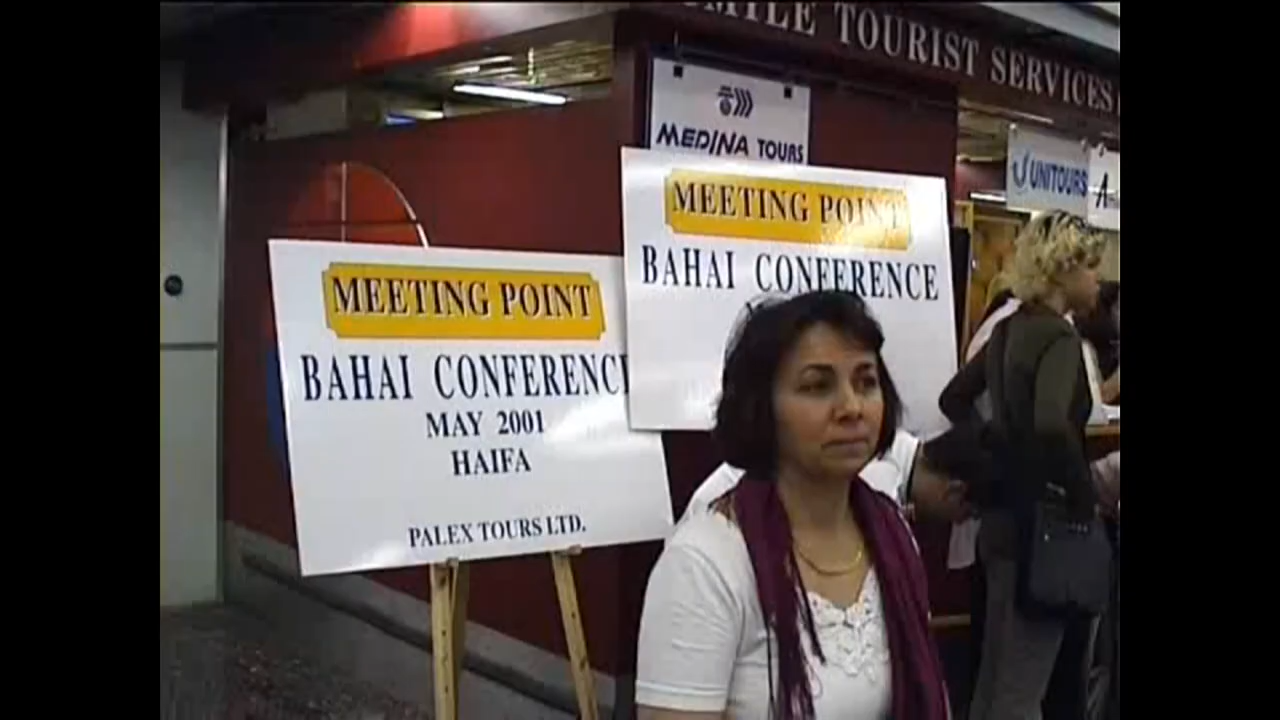 TOURIST SERVICES
MEDINA TOURS
UNITOURS
MEETING POINT
BAHAI CONFERENCE
MEETING POINT
BAHAI CONFERENCE
MAY 2001
HAIFA
PALEX TOURS LTD.